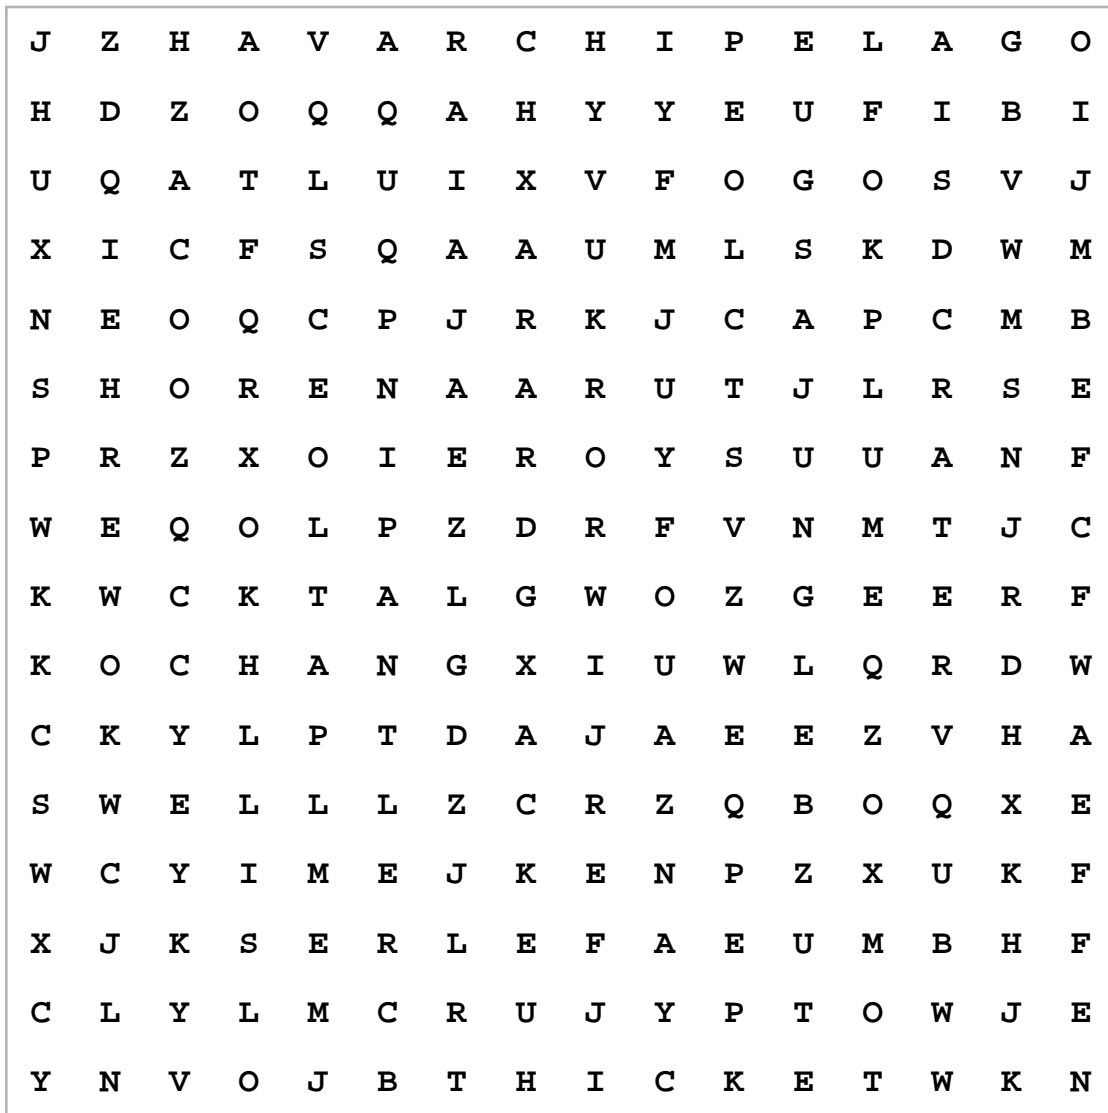 J Z H A V A R C H I P E L A G O
H D Z O Q Q A H Y Y E U F I B I
U Q A T L U I X V F O G O S V J
X I C F S Q A A U M L S K D W M
N E O Q C P J R K J C A P C M B
S H O R E N A A R U T J L R S E
P R Z X O I E R O Y S U U A N F
W E Q O L P Z D R F V N M T J C
K W C K T A L G W O Z G E E R F
K O C H A N G X I U W L Q R D W
C K Y L P T D A J A E E Z V H A
S W E L L L Z C R Z Q B O Q X E
W C Y I M E J K E N P Z X U K F
X J K S E R L E F A E U M B H F
C L Y L M C R U J Y P T O W J E
Y N V O J B T H I C K E T W K N